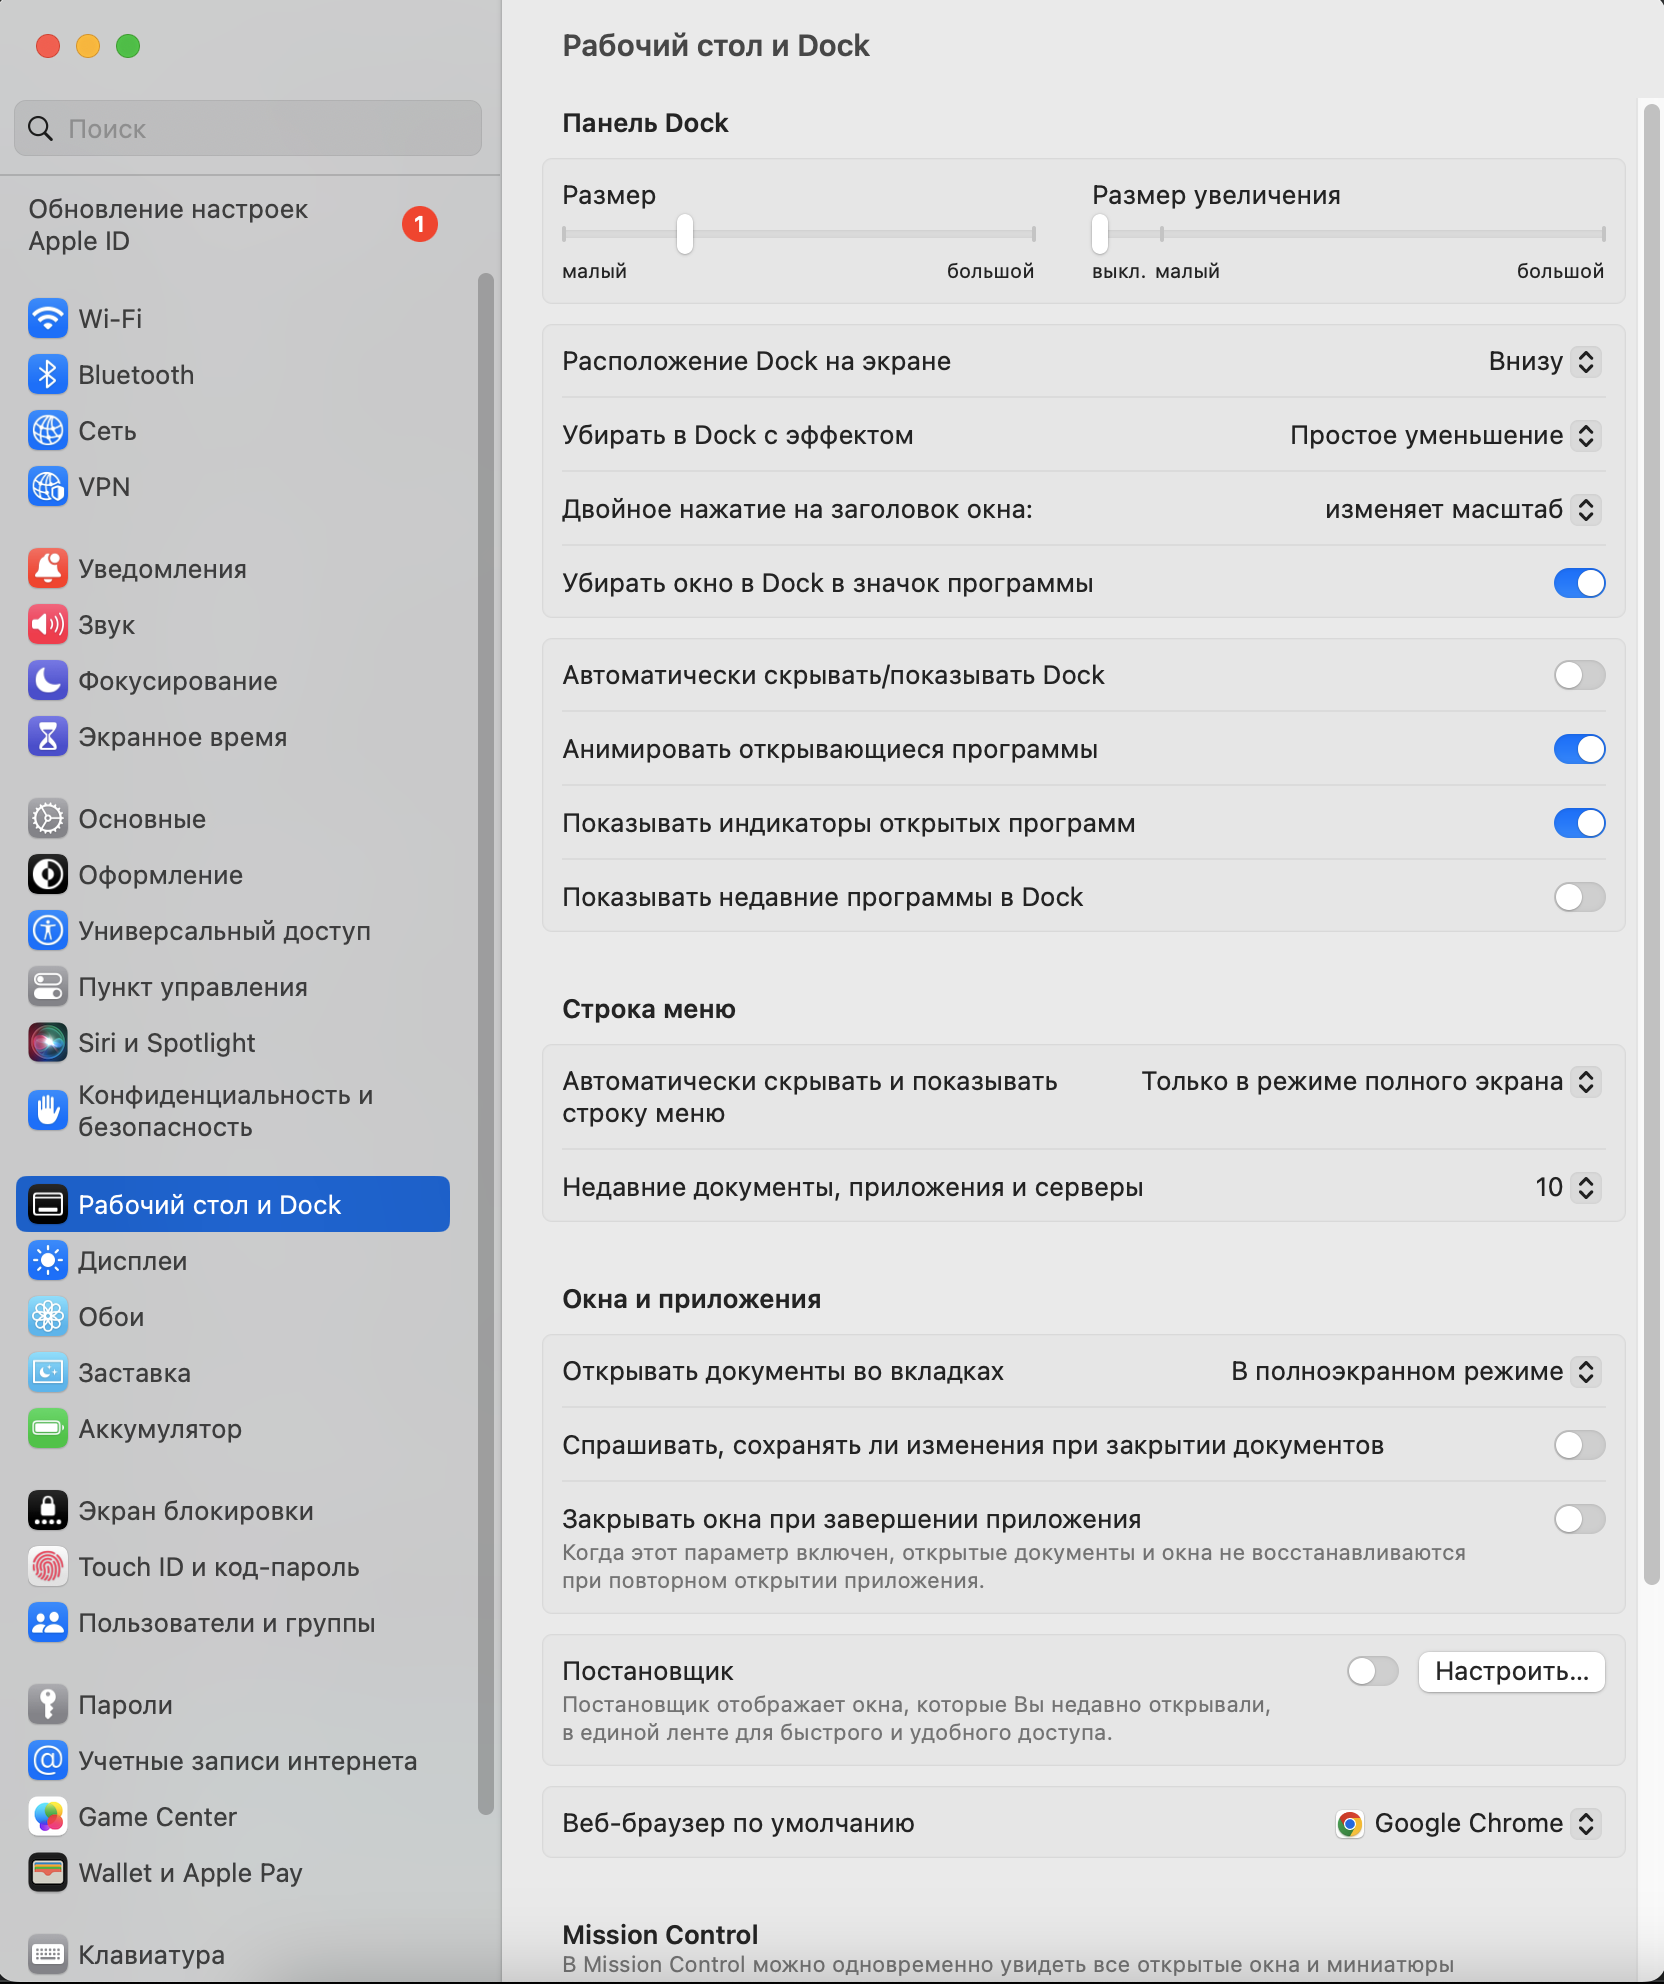 Поиск
Обновление настроек
Apple ID
1
Wi-Fi
Bluetooth
Сеть
VPN
Уведомления
Звук
Фокусирование
Экранное время
Основные
Оформление
Универсальный доступ
Пункт управления
Siri и Spotlight
Конфиденциальность и
безопасность
Рабочий стол и Dock
Дисплеи
Обои
Заставка
Аккумулятор
Экран блокировки
Touch ID и код-пароль
Пользователи и группы
Пароли
Учетные записи интернета
Game Center
Wallet и Apple Pay
Клавиатура
Рабочий стол и Dock
Панель Dock
Размер
малый большой
Размер увеличения
выкл. малый большой
Расположение Dock на экране Внизу
Убирать в Dock с эффектом Простое уменьшение
Двойное нажатие на заголовок окна: изменяет масштаб
Убирать окно в Dock в значок программы
Автоматически скрывать/показывать Dock
Анимировать открывающиеся программы
Показывать индикаторы открытых программ
Показывать недавние программы в Dock
Строка меню
Автоматически скрывать и показывать Только в режиме полного экрана
строку меню
Недавние документы, приложения и серверы 10
Окна и приложения
Открывать документы во вкладках В полноэкранном режиме
Спрашивать, сохранять ли изменения при закрытии документов
Закрывать окна при завершении приложения
Когда этот параметр включен, открытые документы и окна не восстанавливаются
при повторном открытии приложения.
Постановщик Настроить...
Постановщик отображает окна, которые Вы недавно открывали,
в единой ленте для быстрого и удобного доступа.
Веб-браузер по умолчанию Google Chrome
Mission Control
В Mission Control можно одновременно увидеть все открытые окна и миниатюры